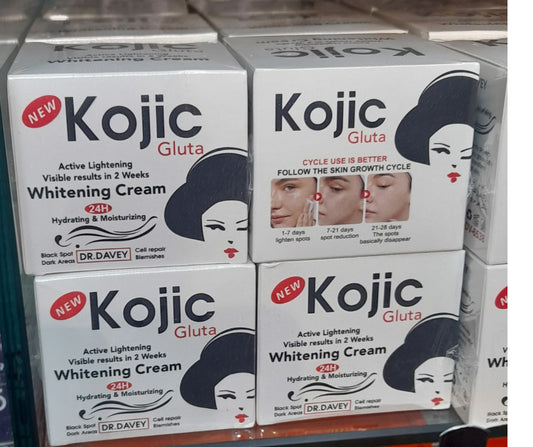 Whitening Cream
Whitening Cream
NEW
Kojic
Gluta
Active Lightening
Visible results in 2 Weeks
Whitening Cream
24H
Hydrating & Moisturizing
Black Spot
Dark Areas
DR.DAVEY
Cell repair
Blemishes
Kojic
Gluta
CYCLE USE IS BETTER
FOLLOW THE SKIN GROWTH CYCLE
1-7 days
lighten spots
7-21 days
spot reduction
21-28 days
The spots
basically disappear
NEW
Kojic
Gluta
Active Lightening
Visible results in 2 Weeks
Whitening Cream
24H
Hydrating & Moisturizing
Black Spot
Dark Areas
DR.DAVEY
Cell repair
Blemishes
NEW
Kojic
Gluta
Active Lightening
Visible results in 2 Weeks
Whitening Cream
24H
Hydrating & Moisturizing
Black Spot
Dark Areas
DR.DAVEY
Cell repair
Blemishes
NEW